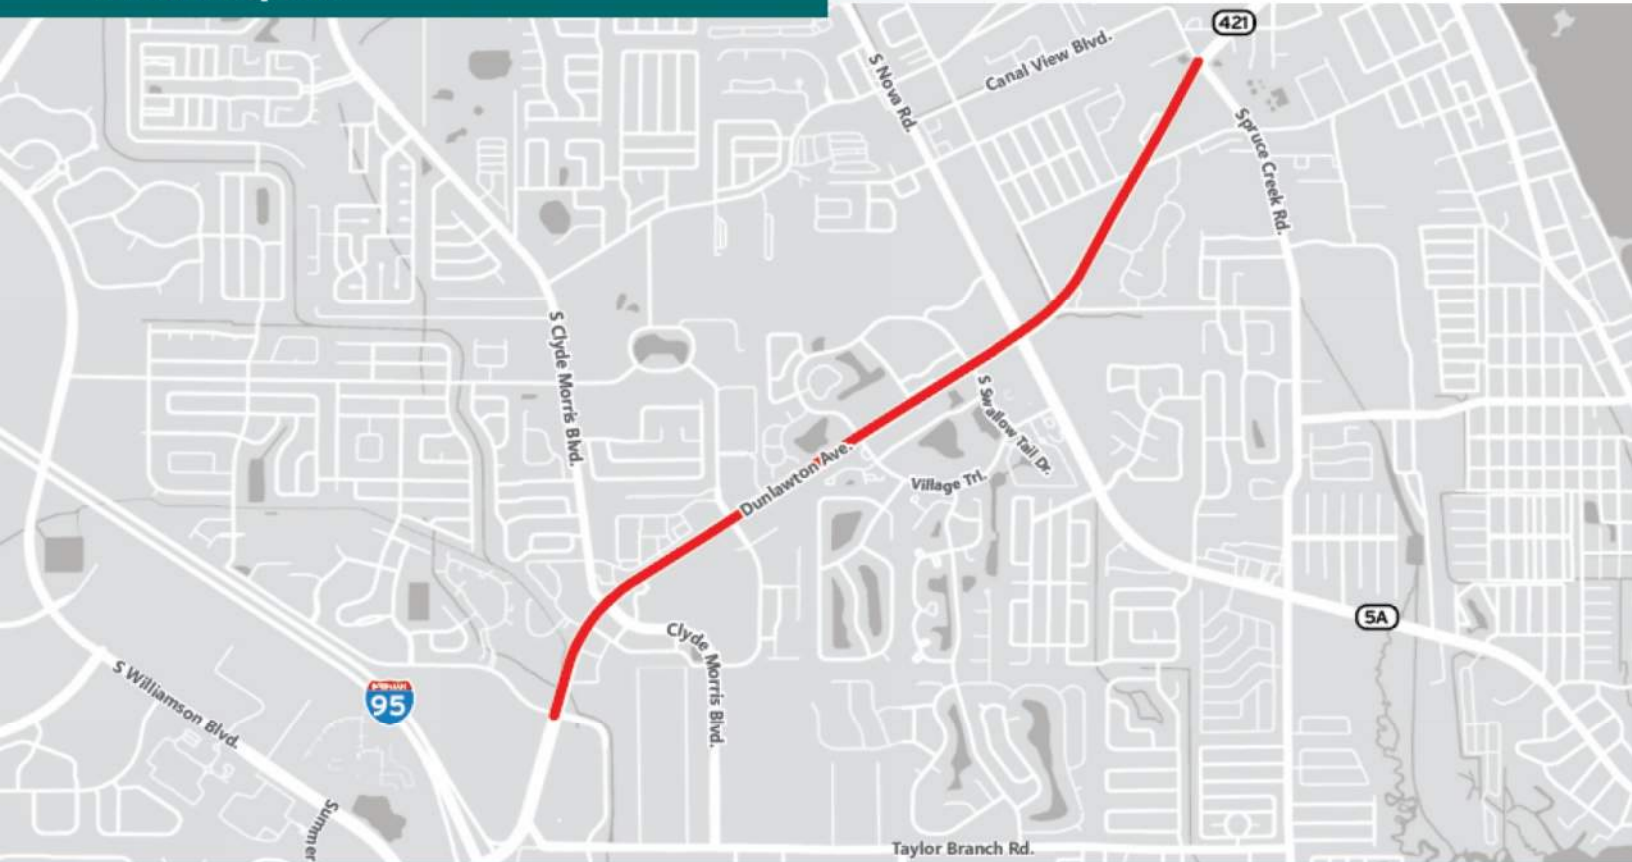 421
Canal View Blvd.
S Nova Rd.
Spruce Creek Rd.
S Clyde Morris Blvd.
S Swallow Tail Dr.
Dunlawton Ave.
Village Trl.
5A
Clyde Morris Blvd.
S Williamson Blvd.
95
Summer
Taylor Branch Rd.